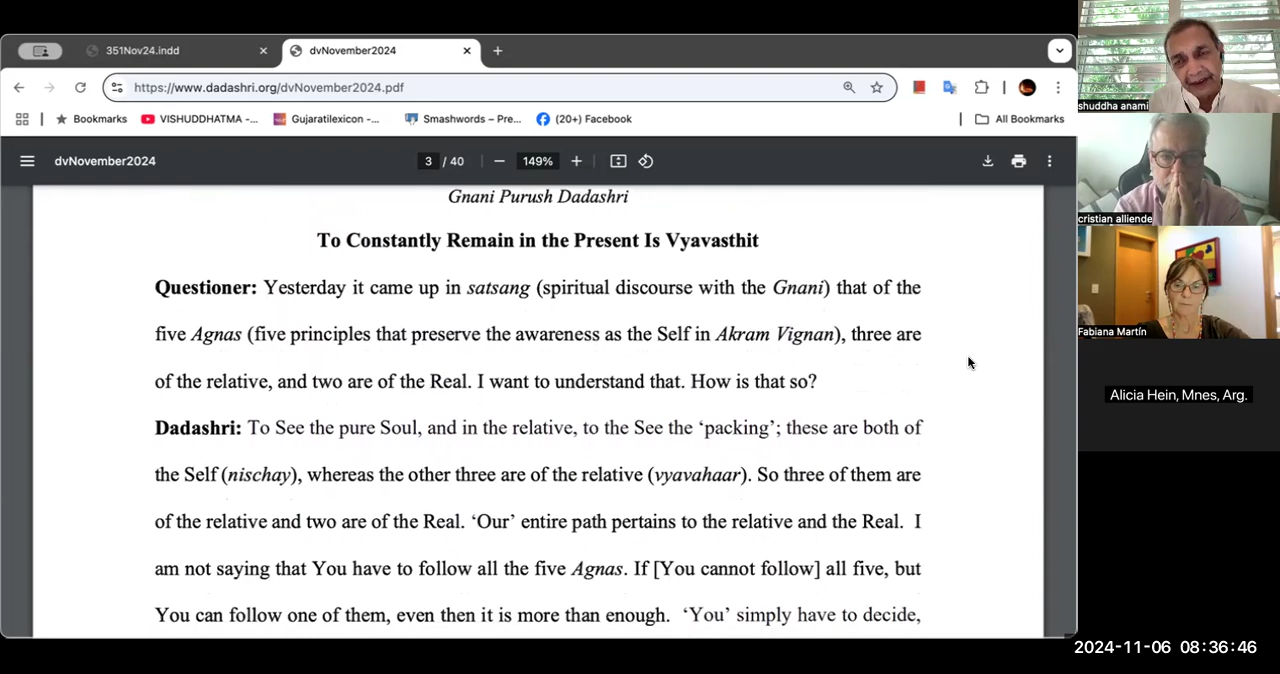 351Nov24.indd
dvNovember2024
https://www.dadashri.org/dvNovember2024.pdf
Bookmarks
VISHUDDHATMA -...
Gujaratilexicon -...
Smashwords – Pre...
(20+) Facebook
All Bookmarks
dvNovember2024
3 / 40
149%
Gnani Purush Dadashri
To Constantly Remain in the Present Is Vyavasthit
Questioner: Yesterday it came up in satsang (spiritual discourse with the Gnani) that of the
five Agnas (five principles that preserve the awareness as the Self in Akram Vignan), three are
of the relative, and two are of the Real. I want to understand that. How is that so?
Dadashri: To See the pure Soul, and in the relative, to the See the ‘packing’; these are both of
the Self (nischay), whereas the other three are of the relative (vyavahaar). So three of them are
of the relative and two are of the Real. ‘Our’ entire path pertains to the relative and the Real. I
am not saying that You have to follow all the five Agnas. If [You cannot follow] all five, but
You can follow one of them, even then it is more than enough. ‘You’ simply have to decide,
shuddha anami
cristian alliende
Fabiana Martín
Alicia Hein, Mnes, Arg.
2024-11-06 08:36:46